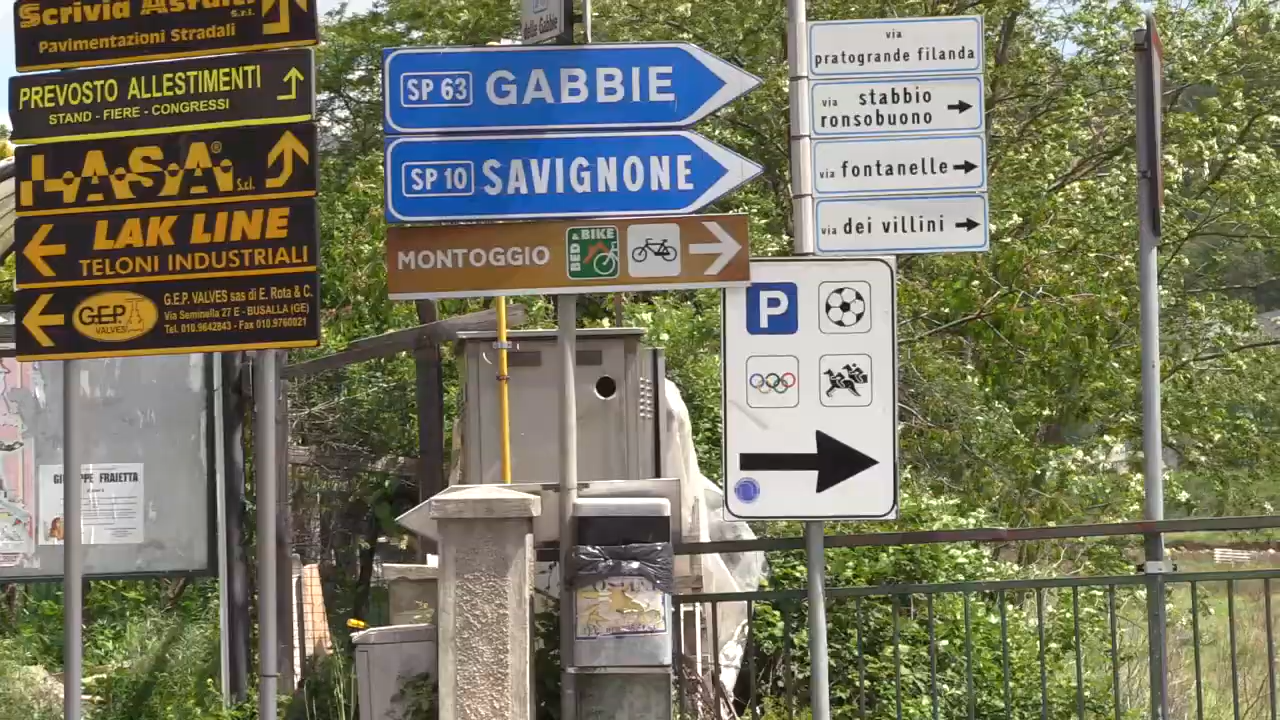 Scrivia Asfalti
S.r.l.
Pavimentazioni Stradali
PREVOSTO ALLESTIMENTI
STAND - FIERE - CONGRESSI
L.A.S.A.® S.r.l.
LAK LINE
TELONI INDUSTRIALI
G.E.P. VALVES
G.E.P. VALVES sas di E. Rota & C.
Via Seminella 27 E - BUSALLA (GE)
Tel. 010.9642843 - Fax 010.9760021
GIUSEPPE FRAIETTA
delle Gabbie
SP 63 GABBIE
SP 10 SAVIGNONE
MONTOGGIO
BED & BIKE
via
pratogrande filanda
via stabbio
ronsobuono
via fontanelle
via dei villini
P